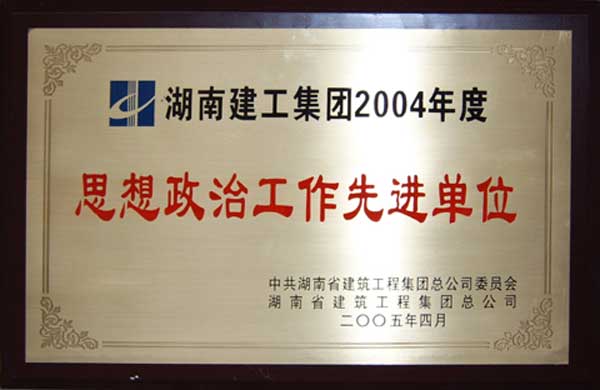 湖南建工集团2004年度
思想政治工作先进单位
中共湖南省建筑工程集团总公司委员会
湖南省建筑工程集团总公司
二〇〇五年四月